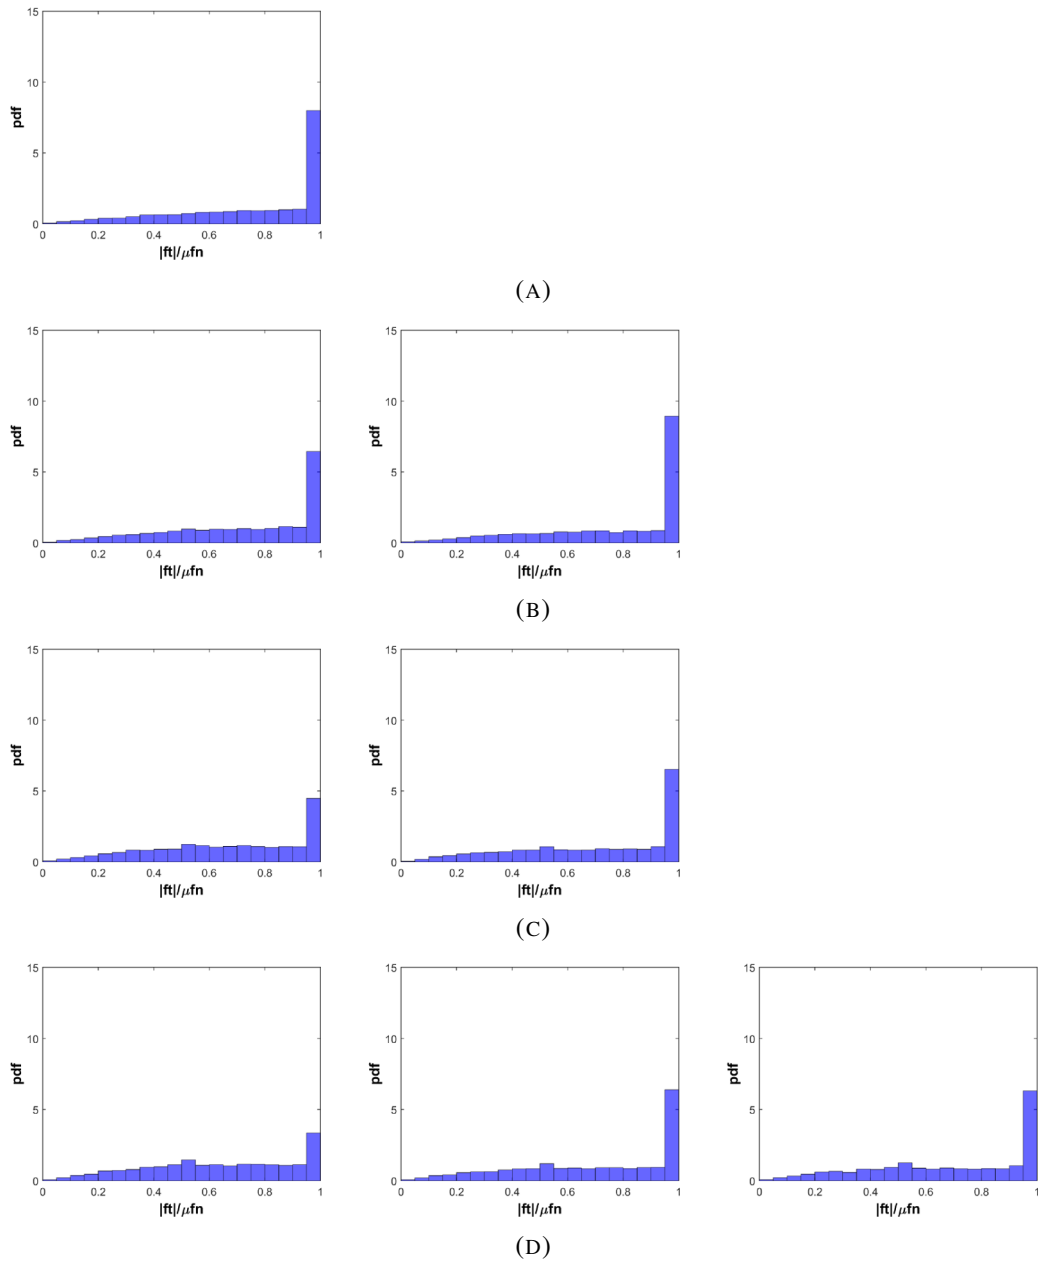 15
10
5
0
pdf
0 0.2 0.4 0.6 0.8 1
|ft|/μfn
(A)
15 15
10 10
5 5
0 0
pdf pdf
0 0.2 0.4 0.6 0.8 1 0 0.2 0.4 0.6 0.8 1
|ft|/μfn |ft|/μfn
(B)
15 15
10 10
5 5
0 0
pdf pdf
0 0.2 0.4 0.6 0.8 1 0 0.2 0.4 0.6 0.8 1
|ft|/μfn |ft|/μfn
(C)
15 15 15
10 10 10
5 5 5
0 0 0
pdf pdf pdf
0 0.2 0.4 0.6 0.8 1 0 0.2 0.4 0.6 0.8 1 0 0.2 0.4 0.6 0.8 1
|ft|/μfn |ft|/μfn |ft|/μfn
(D)